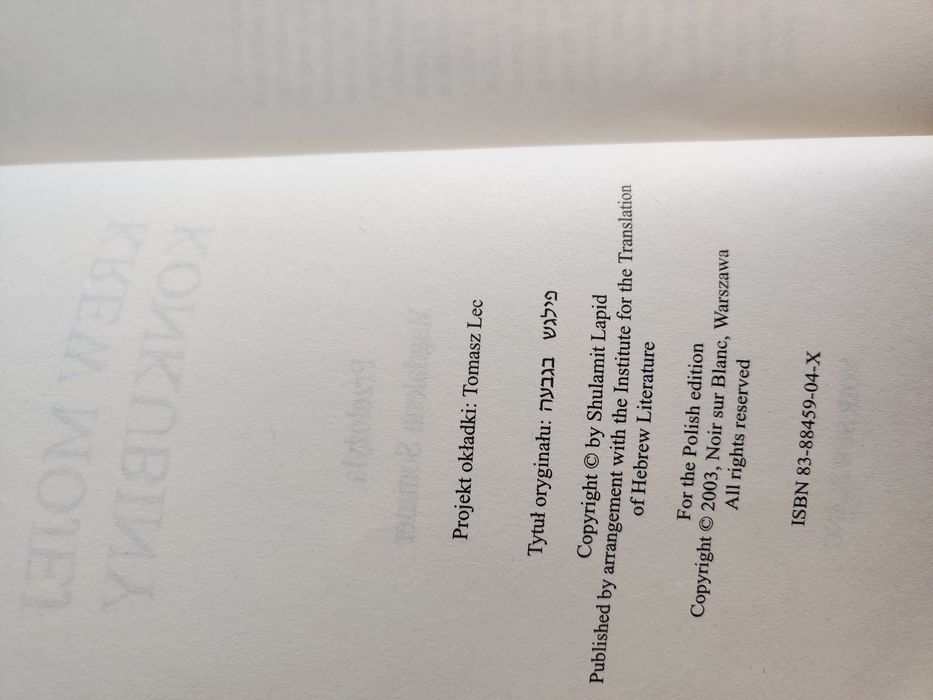 Projekt okładki: Tomasz Lec
Tytuł oryginału: פילגש בגבעה
Copyright © by Shulamit Lapid
Published by arrangement with the Institute for the Translation
of Hebrew Literature
For the Polish edition
Copyright © 2003, Noir sur Blanc, Warszawa
All rights reserved
ISBN 83-88459-04-X